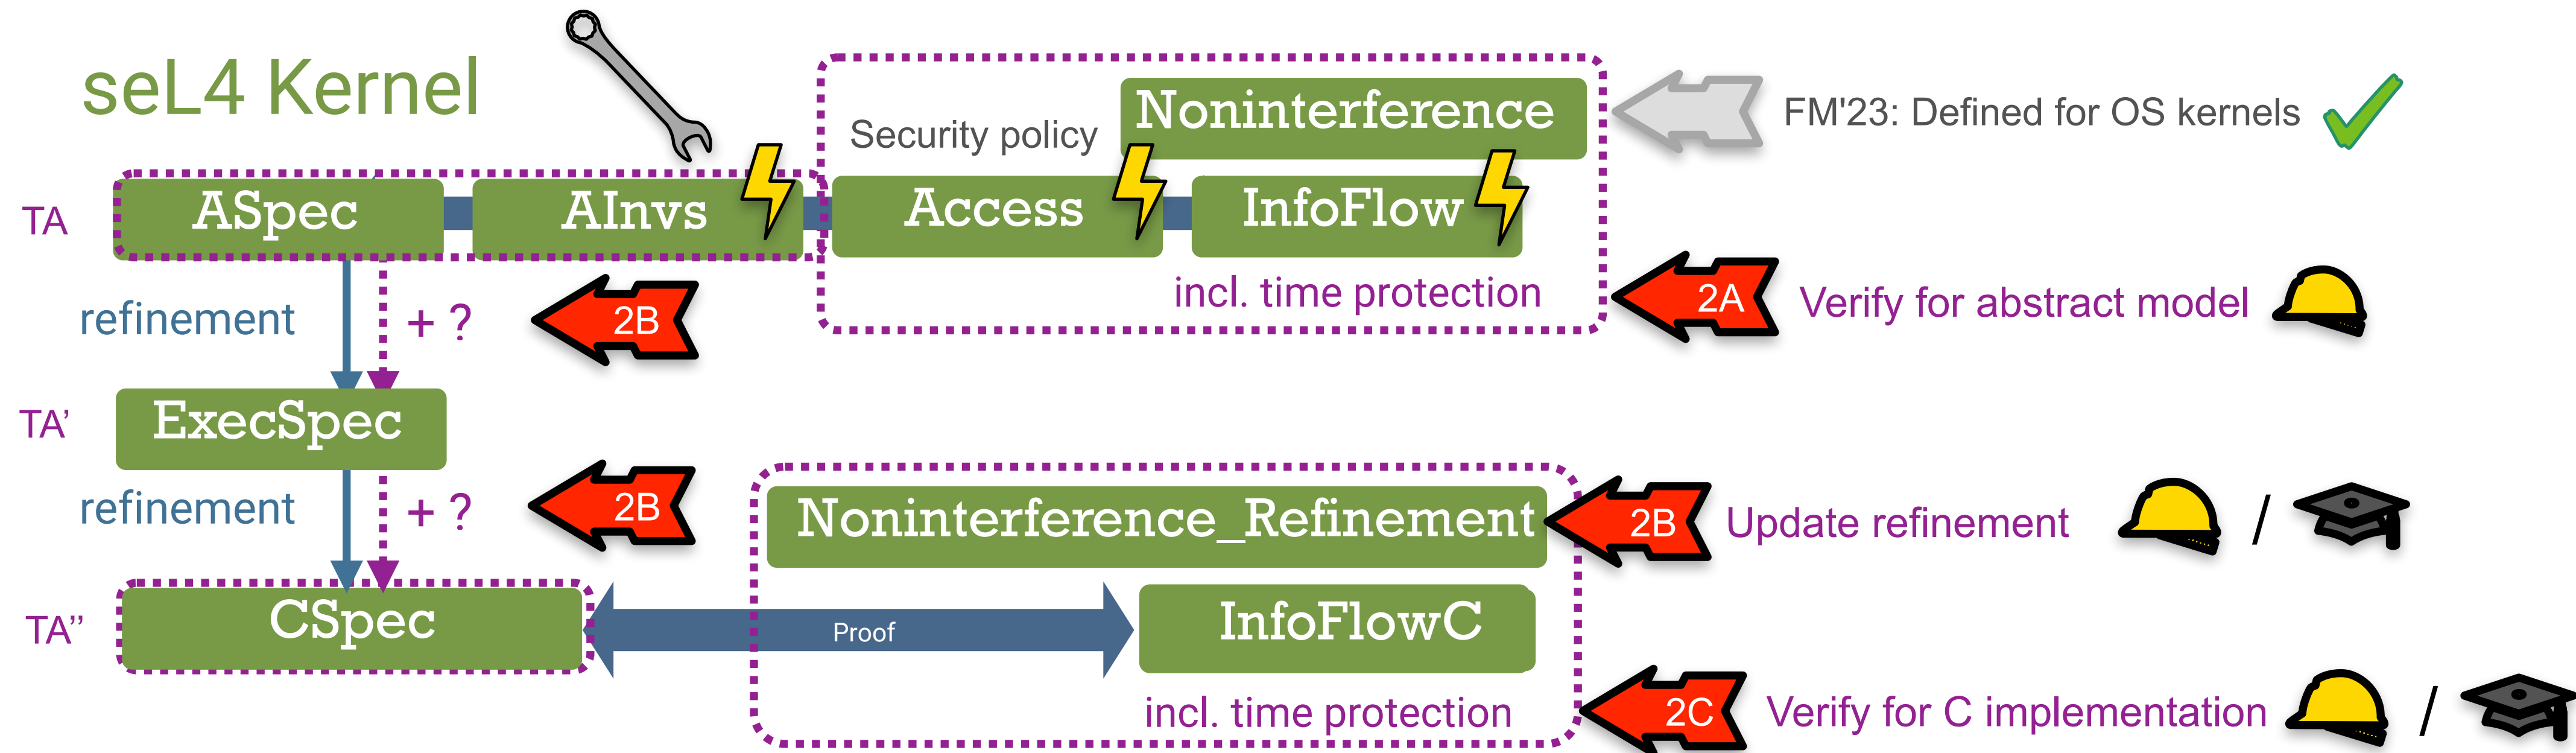 seL4 Kernel
Security policy
Noninterference
FM'23: Defined for OS kernels
TA
ASpec
AInvs
Access
InfoFlow
refinement
+ ?
2B
incl. time protection
2A
Verify for abstract model
TA'
ExecSpec
refinement
+ ?
2B
Noninterference_Refinement
2B
Update refinement
/
TA''
CSpec
Proof
InfoFlowC
incl. time protection
2C
Verify for C implementation
/